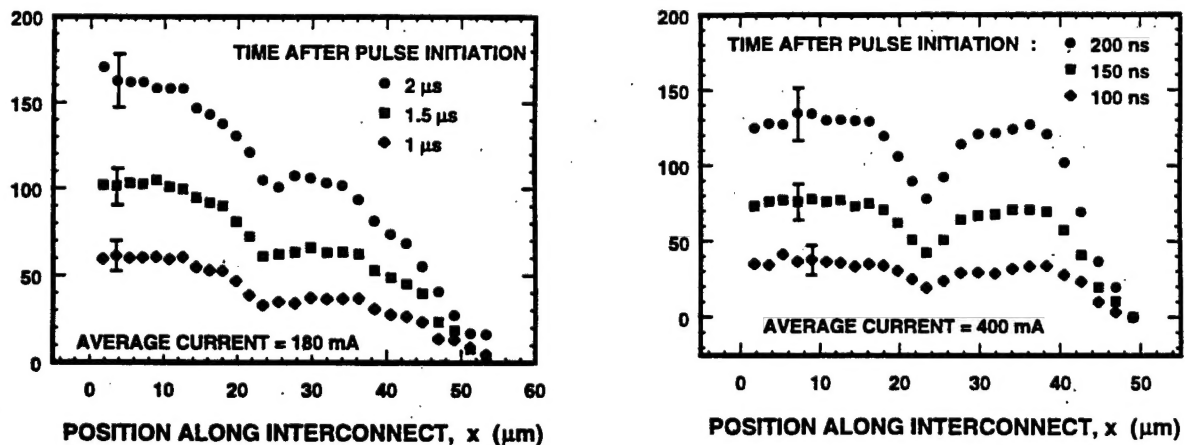 200
150
100
50
0
TIME AFTER PULSE INITIATION
2 μs
1.5 μs
1 μs
AVERAGE CURRENT = 180 mA
0 10 20 30 40 50 60
POSITION ALONG INTERCONNECT, x (μm)
200
150
100
50
0
TIME AFTER PULSE INITIATION :
200 ns
150 ns
100 ns
AVERAGE CURRENT = 400 mA
0 10 20 30 40 50
POSITION ALONG INTERCONNECT, x (μm)